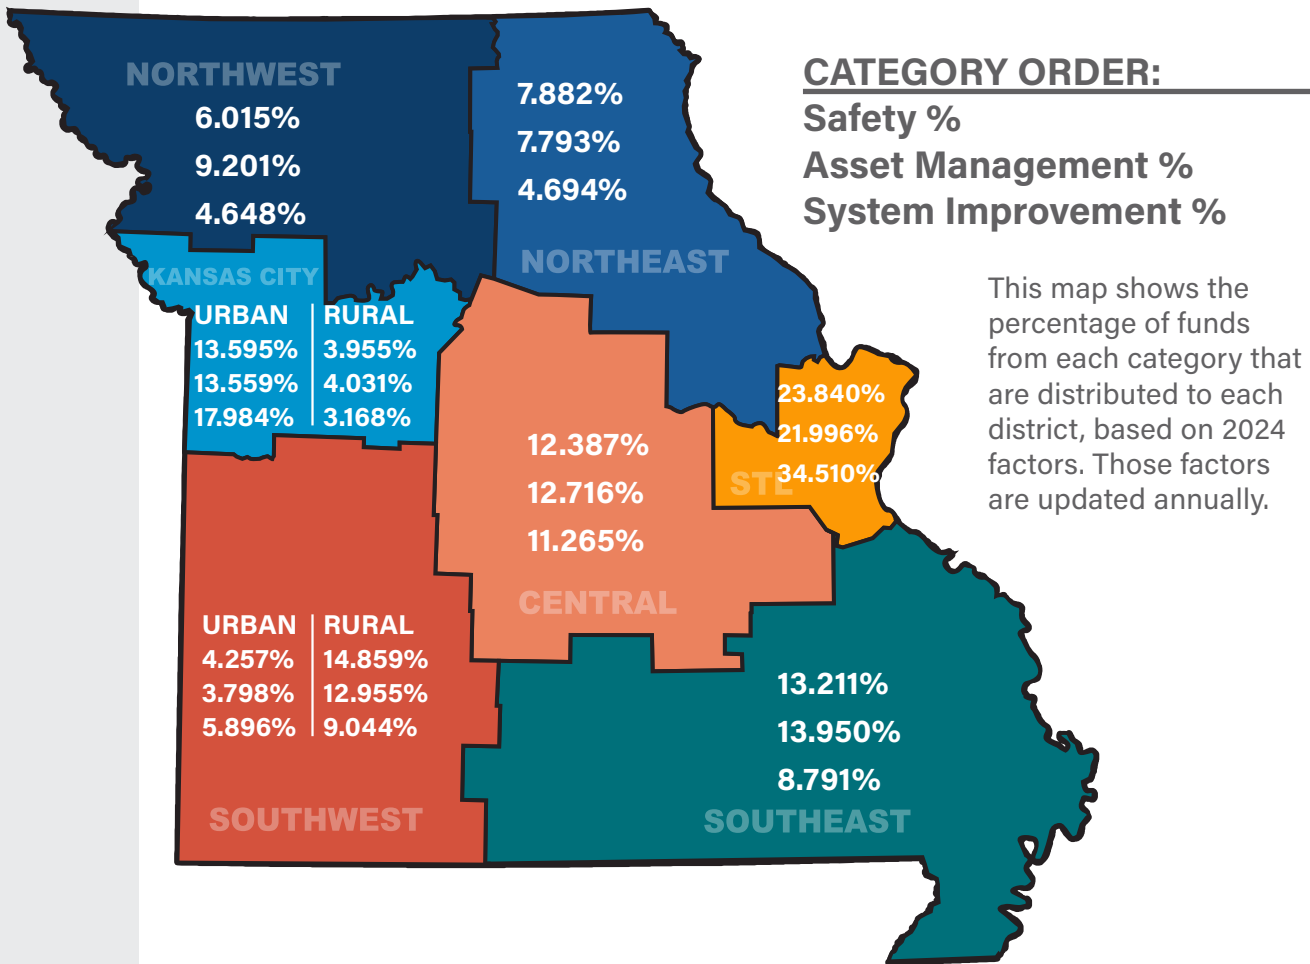 NORTHWEST
6.015%
9.201%
4.648%
7.882%
7.793%
4.694%
NORTHEAST
CATEGORY ORDER:
Safety %
Asset Management %
System Improvement %
This map shows the
percentage of funds
from each category that
are distributed to each
district, based on 2024
factors. Those factors
are updated annually.
KANSAS CITY
URBAN | RURAL
13.595% | 3.955%
13.559% | 4.031%
17.984% | 3.168%
23.840%
21.996%
34.510%
STL
12.387%
12.716%
11.265%
CENTRAL
URBAN | RURAL
4.257% | 14.859%
3.798% | 12.955%
5.896% | 9.044%
SOUTHWEST
13.211%
13.950%
8.791%
SOUTHEAST